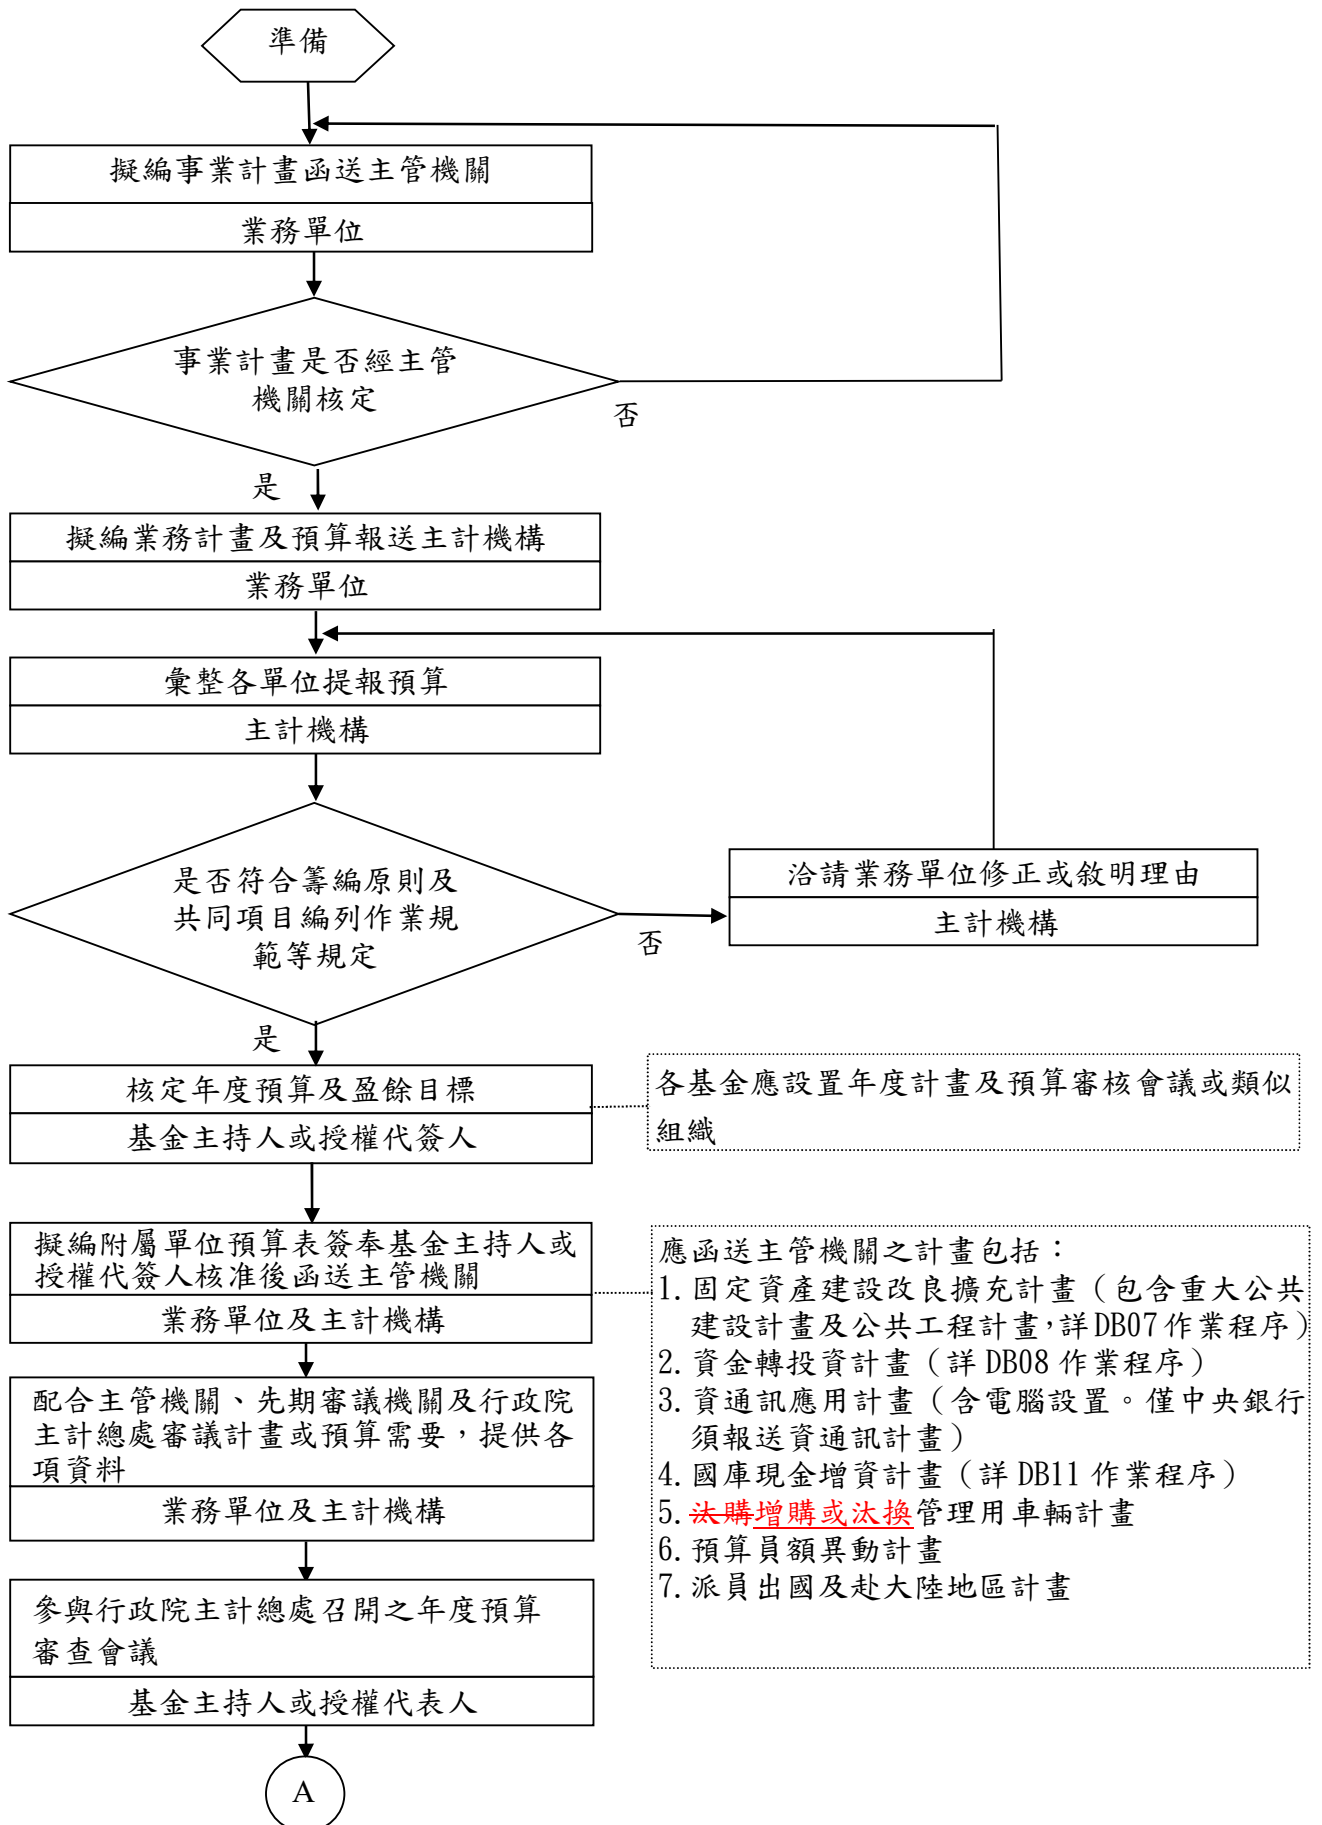 準備
擬編事業計畫函送主管機關
業務單位
事業計畫是否經主管
機關核定
否
是
擬編業務計畫及預算報送主計機構
業務單位
彙整各單位提報預算
主計機構
是否符合籌編原則及
共同項目編列作業規
範等規定
否
洽請業務單位修正或敘明理由
主計機構
是
核定年度預算及盈餘目標
基金主持人或授權代簽人
各基金應設置年度計畫及預算審核會議或類似
組織
擬編附屬單位預算表簽奉基金主持人或
授權代簽人核准後函送主管機關
業務單位及主計機構
應函送主管機關之計畫包括：
1.固定資產建設改良擴充計畫（包含重大公共
建設計畫及公共工程計畫，詳DB07作業程序）
2.資金轉投資計畫（詳 DB08 作業程序）
3.資通訊應用計畫（含電腦設置。僅中央銀行
須報送資通訊計畫）
4.國庫現金增資計畫（詳 DB11 作業程序）
5.汰購增購或汰換管理用車輛計畫
6.預算員額異動計畫
7.派員出國及赴大陸地區計畫
配合主管機關、先期審議機關及行政院
主計總處審議計畫或預算需要，提供各
項資料
業務單位及主計機構
參與行政院主計總處召開之年度預算
審查會議
基金主持人或授權代表人
A